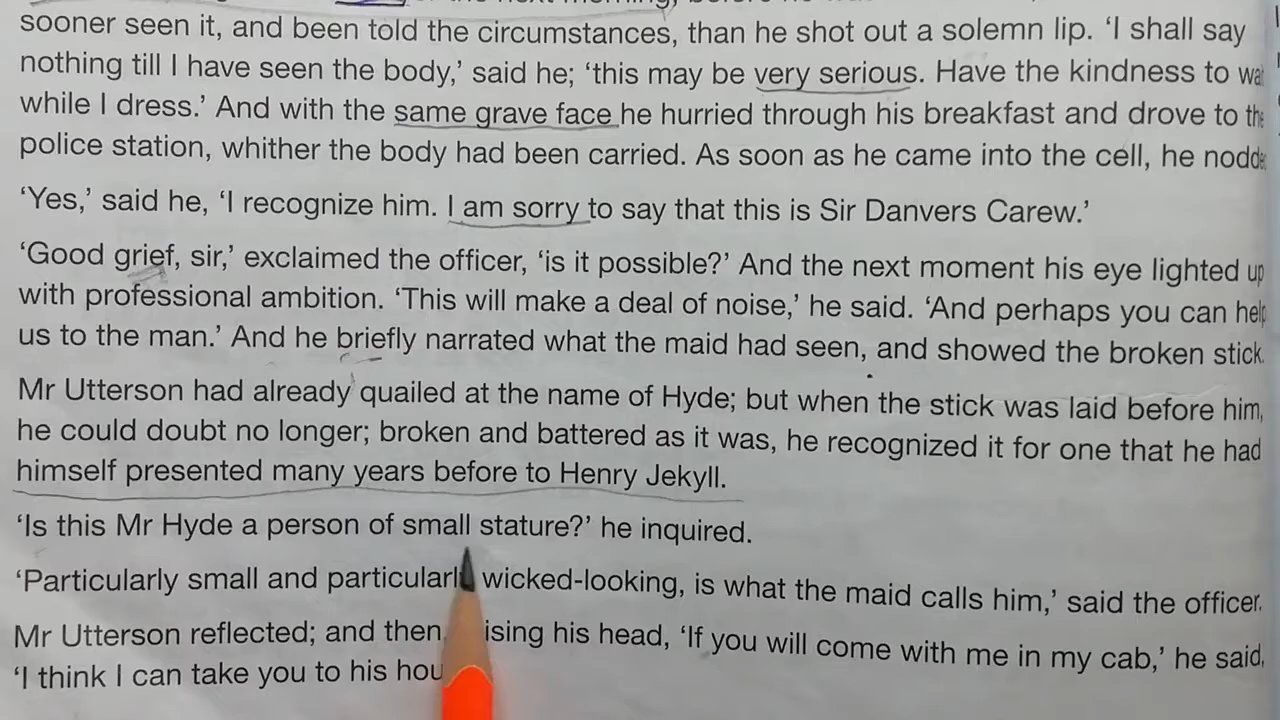 sooner seen it, and been told the circumstances, than he shot out a solemn lip. ‘I shall say
nothing till I have seen the body,’ said he; ‘this may be very serious. Have the kindness to
while I dress.’ And with the same grave face he hurried through his breakfast and drove to the
police station, whither the body had been carried. As soon as he came into the cell, he
‘Yes,’ said he, ‘I recognize him. I am sorry to say that this is Sir Danvers Carew.’
‘Good grief, sir,’ exclaimed the officer, ‘is it possible?’ And the next moment his eye lighted up
with professional ambition. ‘This will make a deal of noise,’ he said. ‘And perhaps you can help
us to the man.’ And he briefly narrated what the maid had seen, and showed the broken stick.
Mr Utterson had already quailed at the name of Hyde; but when the stick was laid before him,
he could doubt no longer; broken and battered as it was, he recognized it for one that he had
himself presented many years before to Henry Jekyll.
‘Is this Mr Hyde a person of small stature?’ he inquired.
‘Particularly small and particularly wicked-looking, is what the maid calls him,’ said the officer.
Mr Utterson reflected; and then, his head, ‘If you will come with me in my cab,’ he said,
‘I think I can take you to his